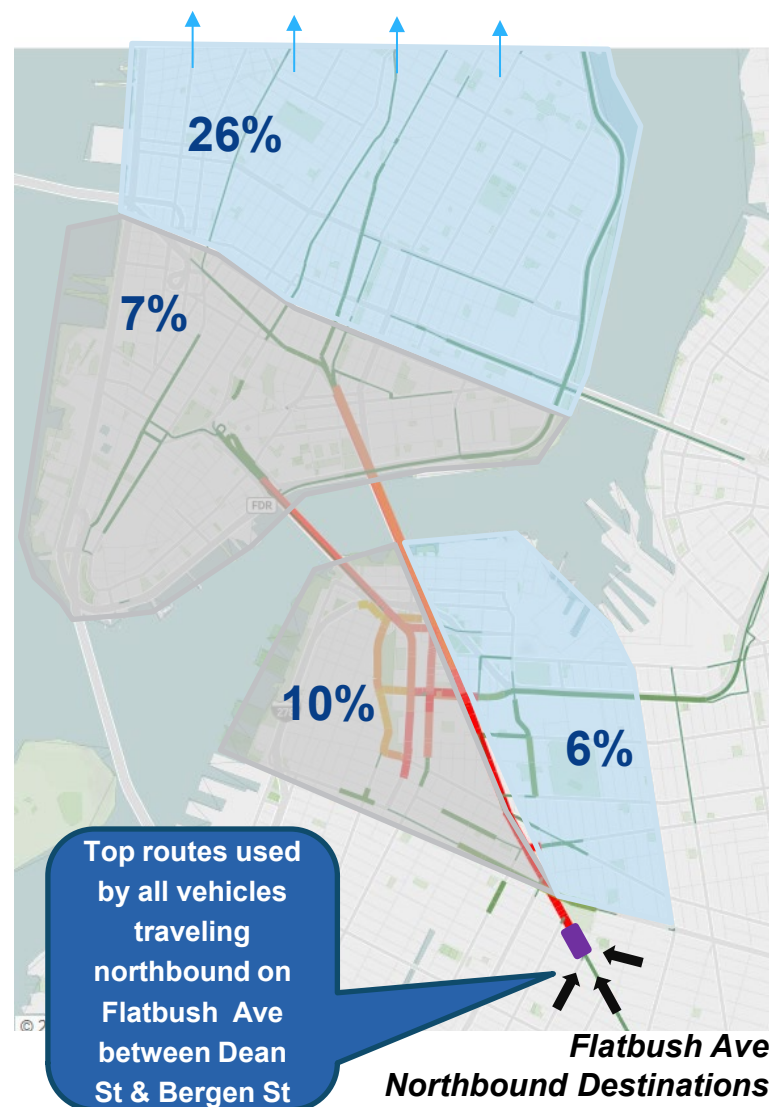 26%
7%
FDR
10%
6%
Top routes used
by all vehicles
traveling
northbound on
Flatbush Ave
between Dean
St & Bergen St
© 2
Flatbush Ave
Northbound Destinations